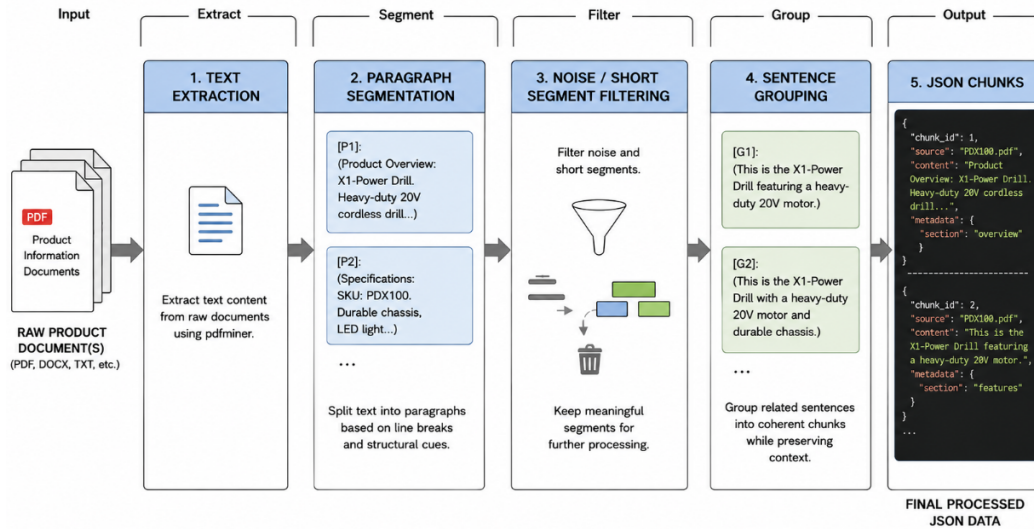 Input
Extract
Segment
Filter
Group
Output
PDF
Product
Information
Documents
RAW PRODUCT
DOCUMENT(S)
(PDF, DOCX, TXT, etc.)
1. TEXT
EXTRACTION
Extract text content
from raw documents
using pdfminer.
2. PARAGRAPH
SEGMENTATION
[P1]:
(Product Overview:
X1-Power Drill.
Heavy-duty 20V
cordless drill...)
[P2]:
(Specifications:
SKU: PDX100.
Durable chassis,
LED light...)
...
Split text into paragraphs
based on line breaks
and structural cues.
3. NOISE / SHORT
SEGMENT FILTERING
Filter noise and
short segments.
Keep meaningful
segments for
further processing.
4. SENTENCE
GROUPING
[G1]:
(This is the X1-Power
Drill featuring a heavy-
duty 20V motor.)
[G2]:
(This is the X1-Power
Drill with a heavy-duty
20V motor and
durable chassis.)
...
Group related sentences
into coherent chunks
while preserving
context.
5. JSON CHUNKS
{
"chunk_id": 1,
"source": "PDX100.pdf",
"content": "Product
Overview: X1-Power Drill.
Heavy-duty 20V cordless
drill...",
"metadata": {
"section": "overview"
}
}
------------------------
{
"chunk_id": 2,
"source": "PDX100.pdf",
"content": "This is the
X1-Power Drill featuring
a heavy-duty 20V motor.",
"metadata": {
"section": "features"
}
}
...
FINAL PROCESSED
JSON DATA